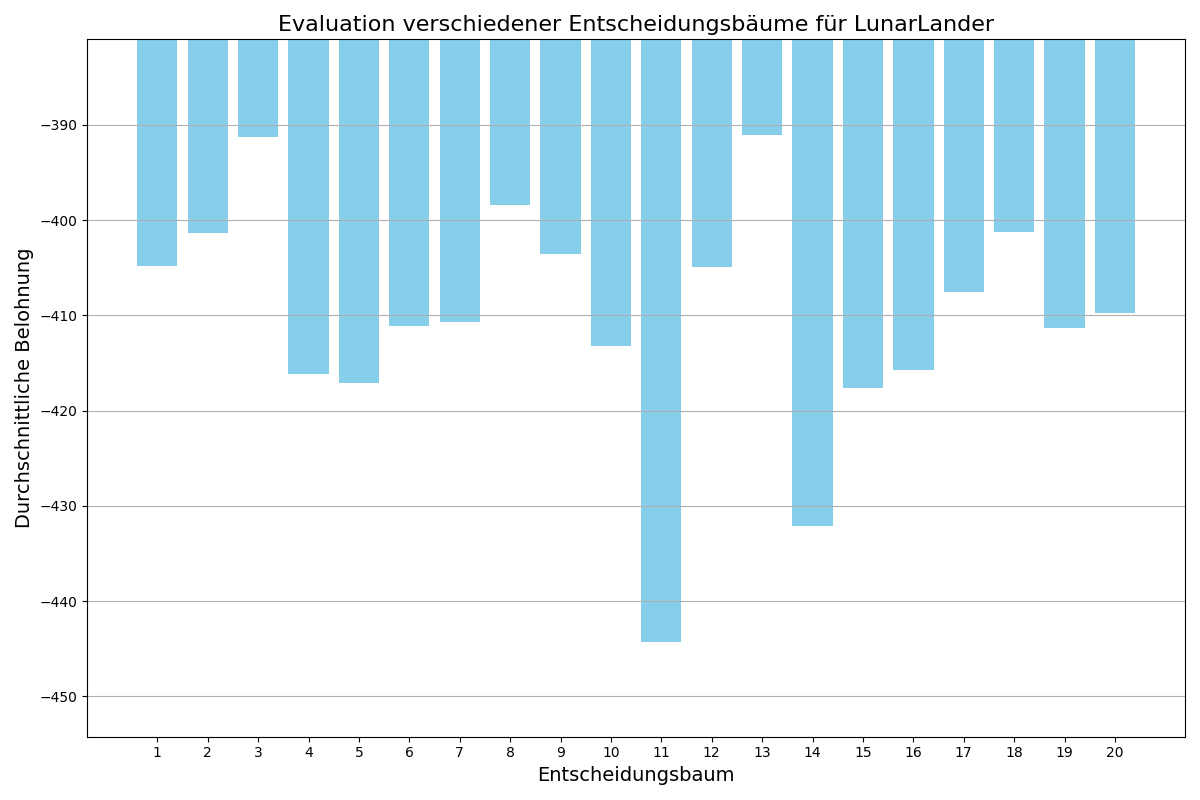 Evaluation verschiedener Entscheidungsbäume für LunarLander
Durchschnittliche Belohnung
−390
−400
−410
−420
−430
−440
−450
1 2 3 4 5 6 7 8 9 10 11 12 13 14 15 16 17 18 19 20
Entscheidungsbaum